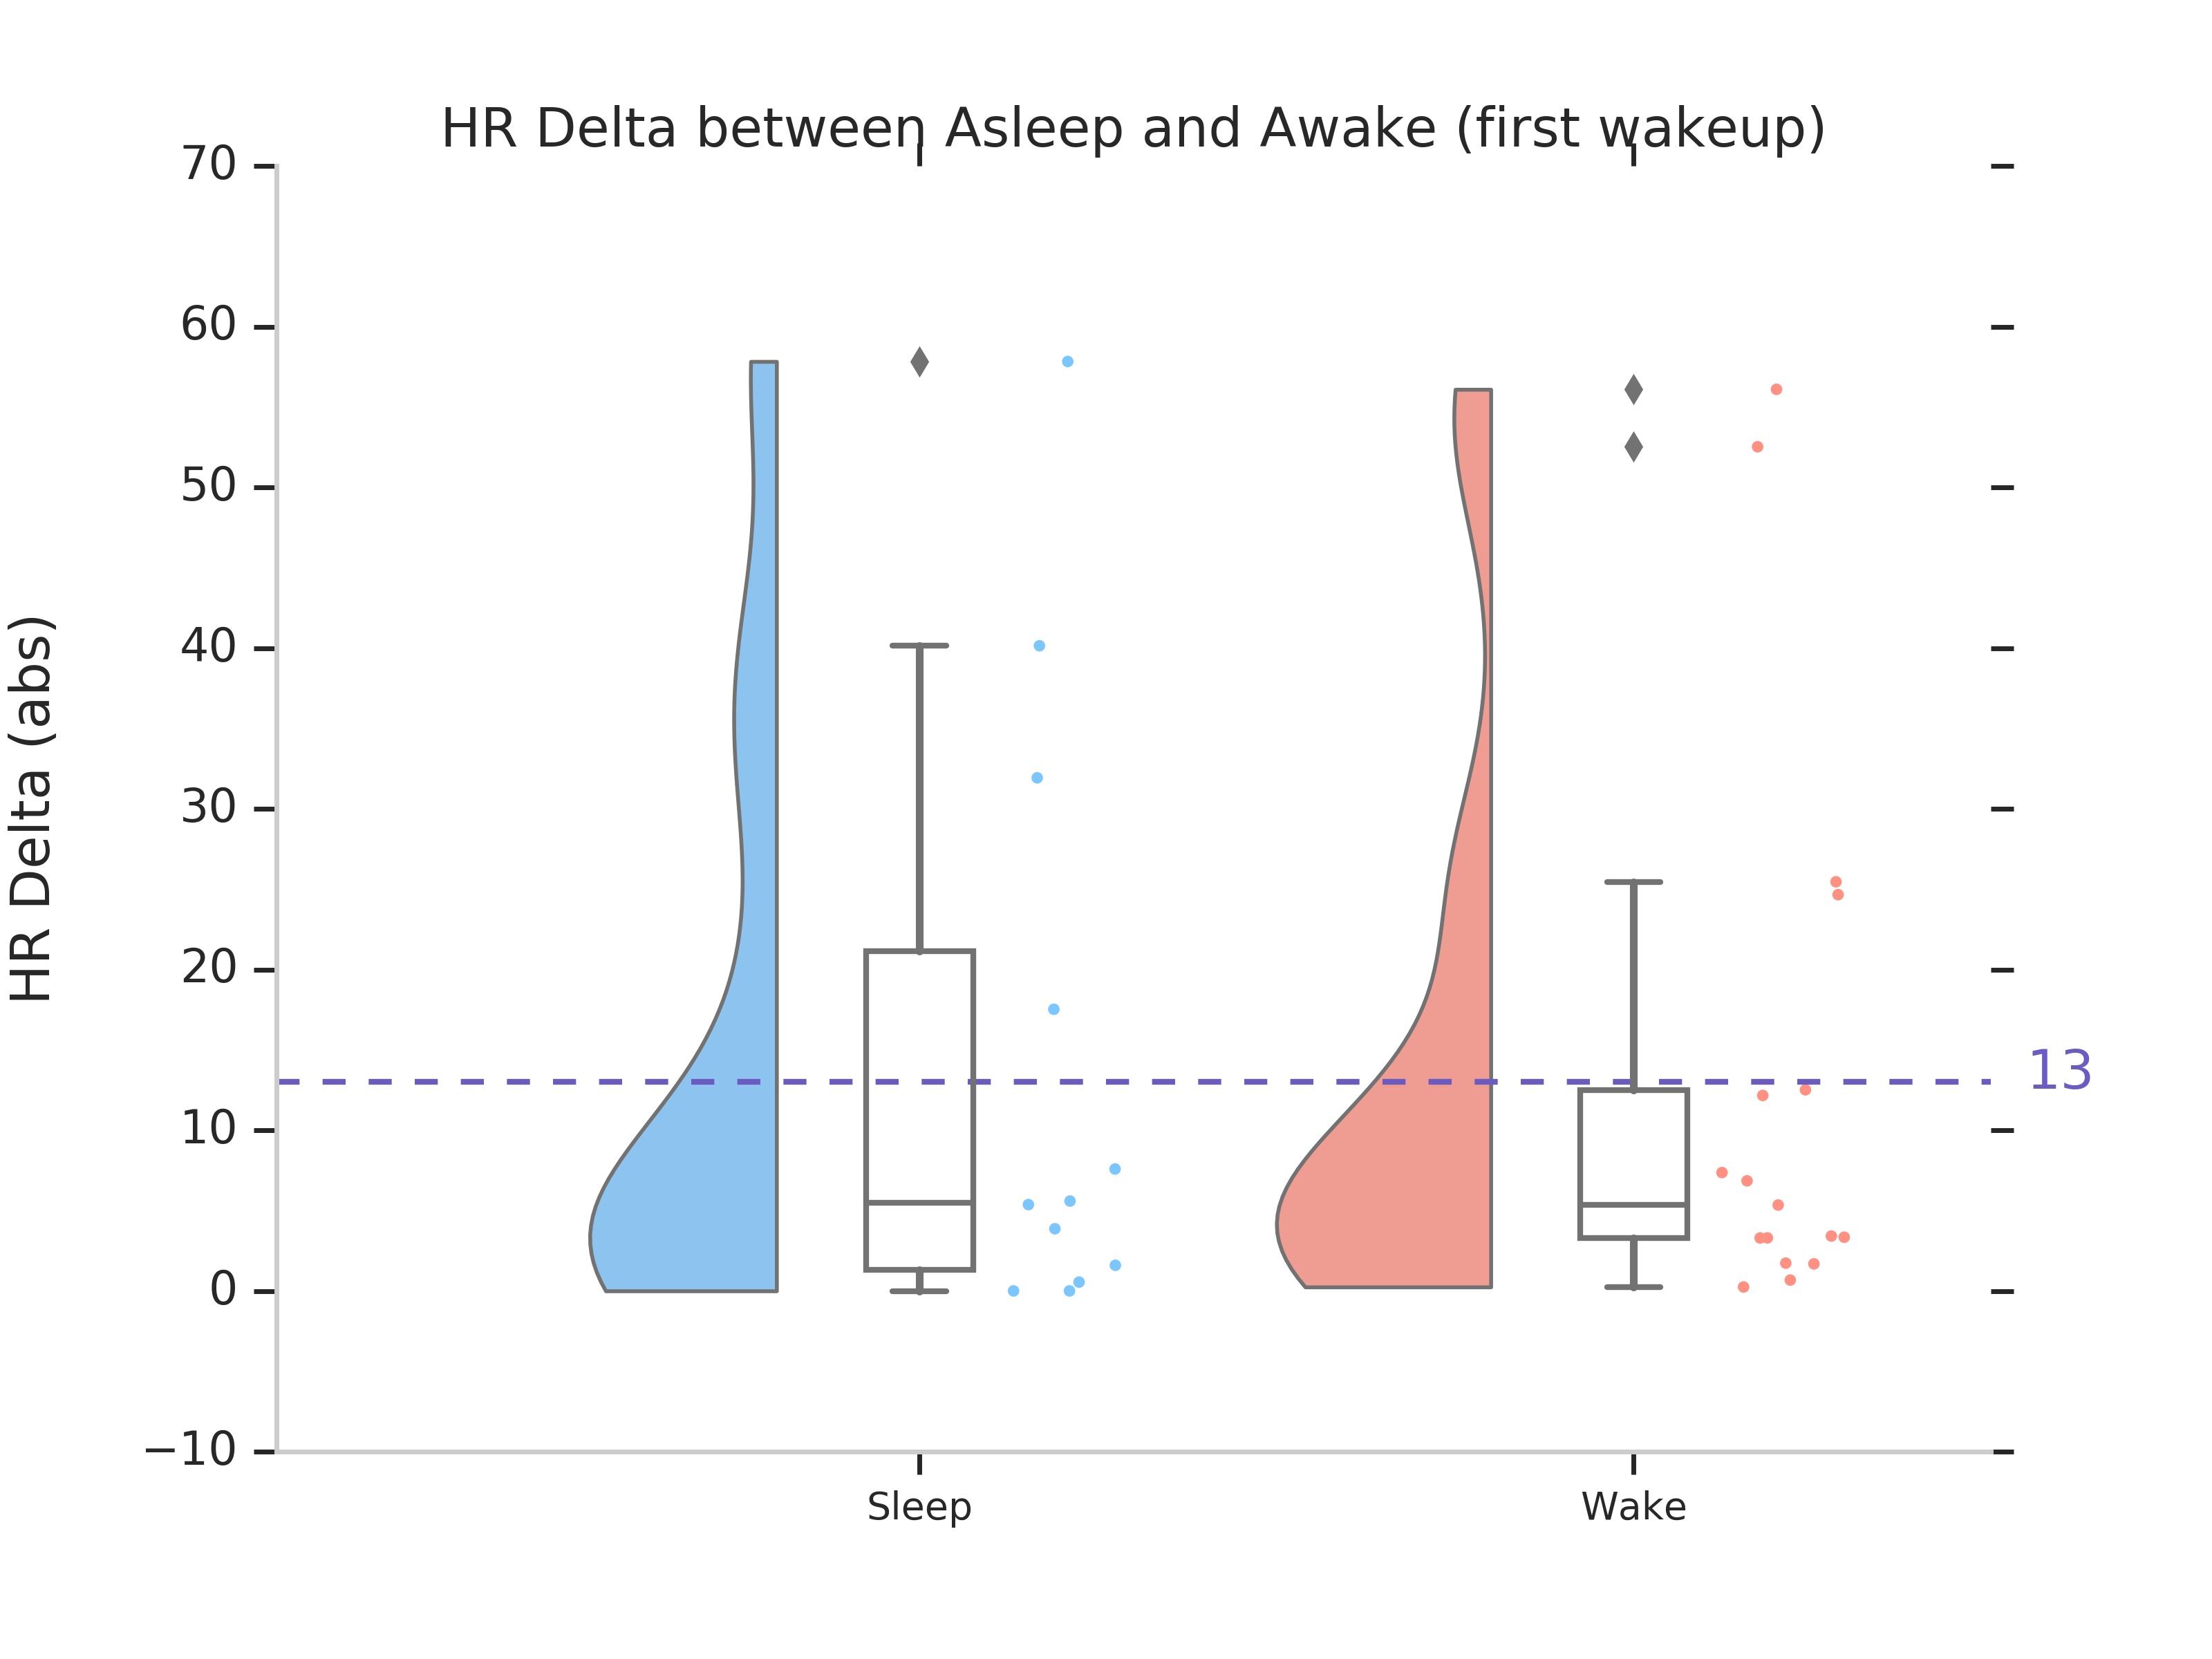 HR Delta between Asleep and Awake (first wakeup)
70
60
50
40
30
20
10
0
−10
HR Delta (abs)
13
Sleep
Wake